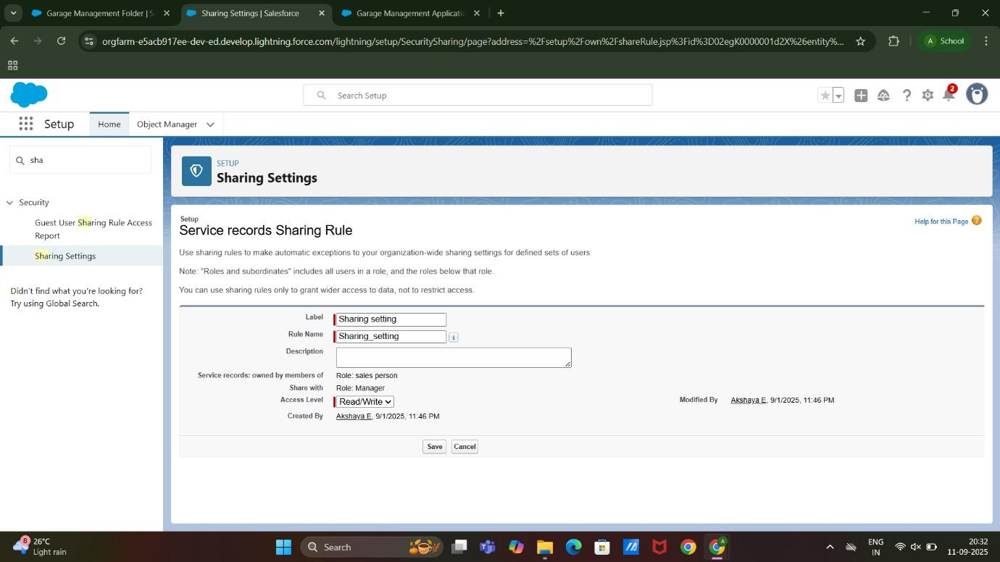 Garage Management Folder | S
Sharing Settings | Salesforce
Garage Management Applicatio
orgfarm-e5acb917ee-dev-ed.develop.lightning.force.com/lightning/setup/SecuritySharing/page?address=%2Fsetup%2Fown%2FshareRule.jsp%3Fid%3D02egK0000001d2X%26entity%...
A School
Search Setup
2
Setup
Home
Object Manager
sha
Security
Guest User Sharing Rule Access
Report
Sharing Settings
Didn't find what you're looking for?
Try using Global Search.
SETUP
Sharing Settings
Setup
Service records Sharing Rule
Help for this Page
Use sharing rules to make automatic exceptions to your organization-wide sharing settings for defined sets of users.
Note: "Roles and subordinates" includes all users in a role, and the roles below that role.
You can use sharing rules only to grant wider access to data, not to restrict access.
Label Sharing setting
Rule Name Sharing_setting
Description
Service records: owned by members of Role: sales person
Share with Role: Manager
Access Level Read/Write Modified By Akshaya E, 9/1/2025, 11:46 PM
Created By Akshaya E, 9/1/2025, 11:46 PM
Save Cancel
8
26°C
Light rain
Search
A
ENG
IN
20:32
11-09-2025